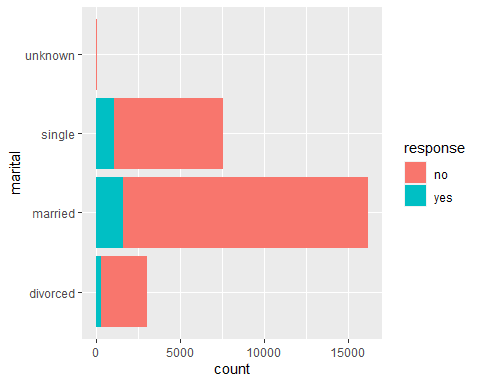 unknown
single
married
divorced
marital
0
5000
10000
15000
count
response
no
yes